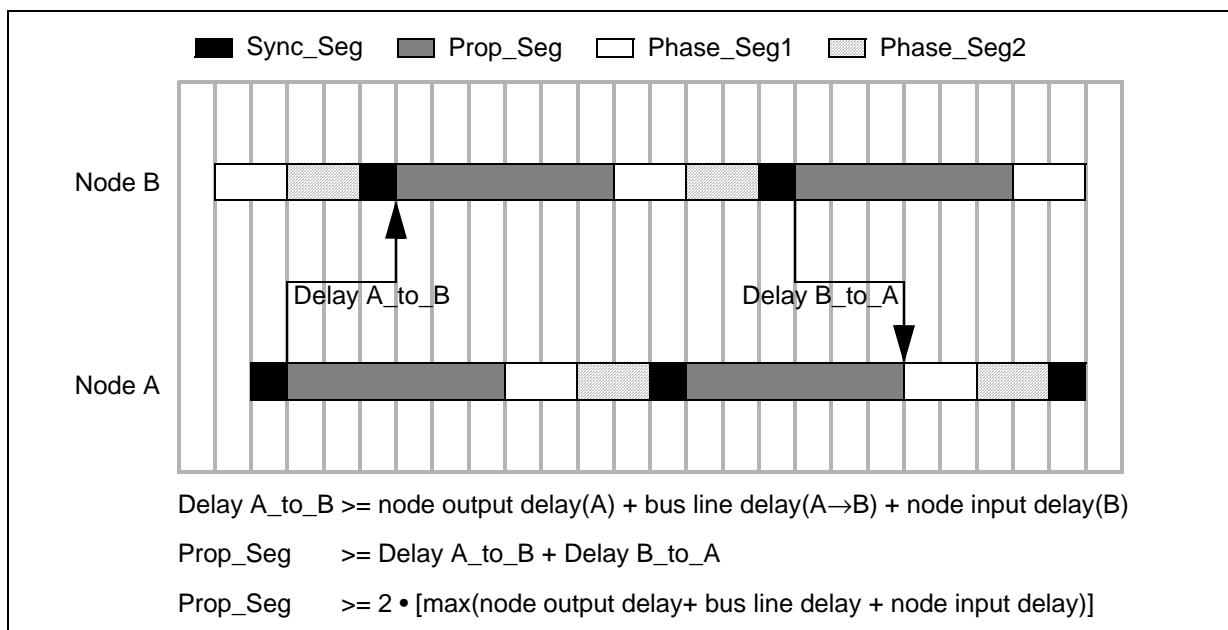 Sync_Seg Prop_Seg Phase_Seg1 Phase_Seg2
Node B
Delay A_to_B Delay B_to_A
Node A
Delay A_to_B >= node output delay(A) + bus line delay(A→B) + node input delay(B)
Prop_Seg >= Delay A_to_B + Delay B_to_A
Prop_Seg >= 2 • [max(node output delay+ bus line delay + node input delay)]